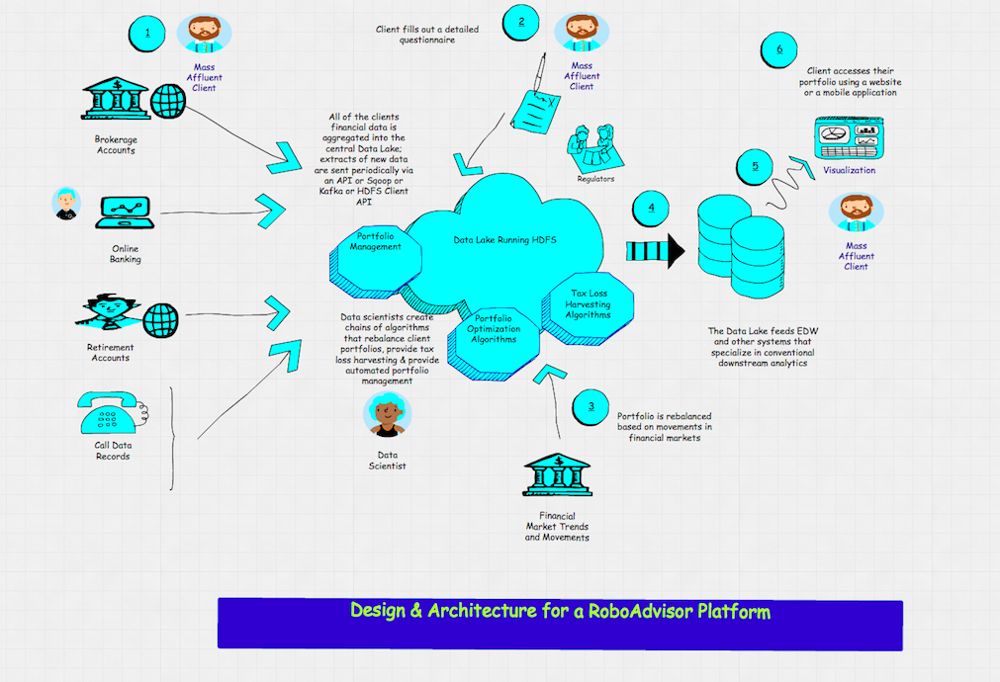 1
Mass
Affluent
Client
Brokerage
Accounts
Online
Banking
Retirement
Accounts
Call Data
Records
All of the clients
financial data is
aggregated into the
central Data Lake;
extracts of new data
are sent periodically via
an API or Sqoop or
Kafka or HDFS Client
API
Client fills out a detailed
questionnaire
2
Mass
Affluent
Client
X
Regulators
Data Lake Running HDFS
Portfolio
Management
Portfolio
Optimization
Algorithms
Tax Loss
Harvesting
Algorithms
Data scientists create
chains of algorithms
that rebalance client
portfolios, provide tax
loss harvesting & provide
automated portfolio
management
Data
Scientist
3
Portfolio is rebalanced
based on movements in
financial markets
$
Financial
Market Trends
and Movements
4
5
The Data Lake feeds EDW
and other systems that
specialize in conventional
downstream analytics
6
Client accesses their
portfolio using a website
or a mobile application
Visualization
Mass
Affluent
Client
Design & Architecture for a RoboAdvisor Platform